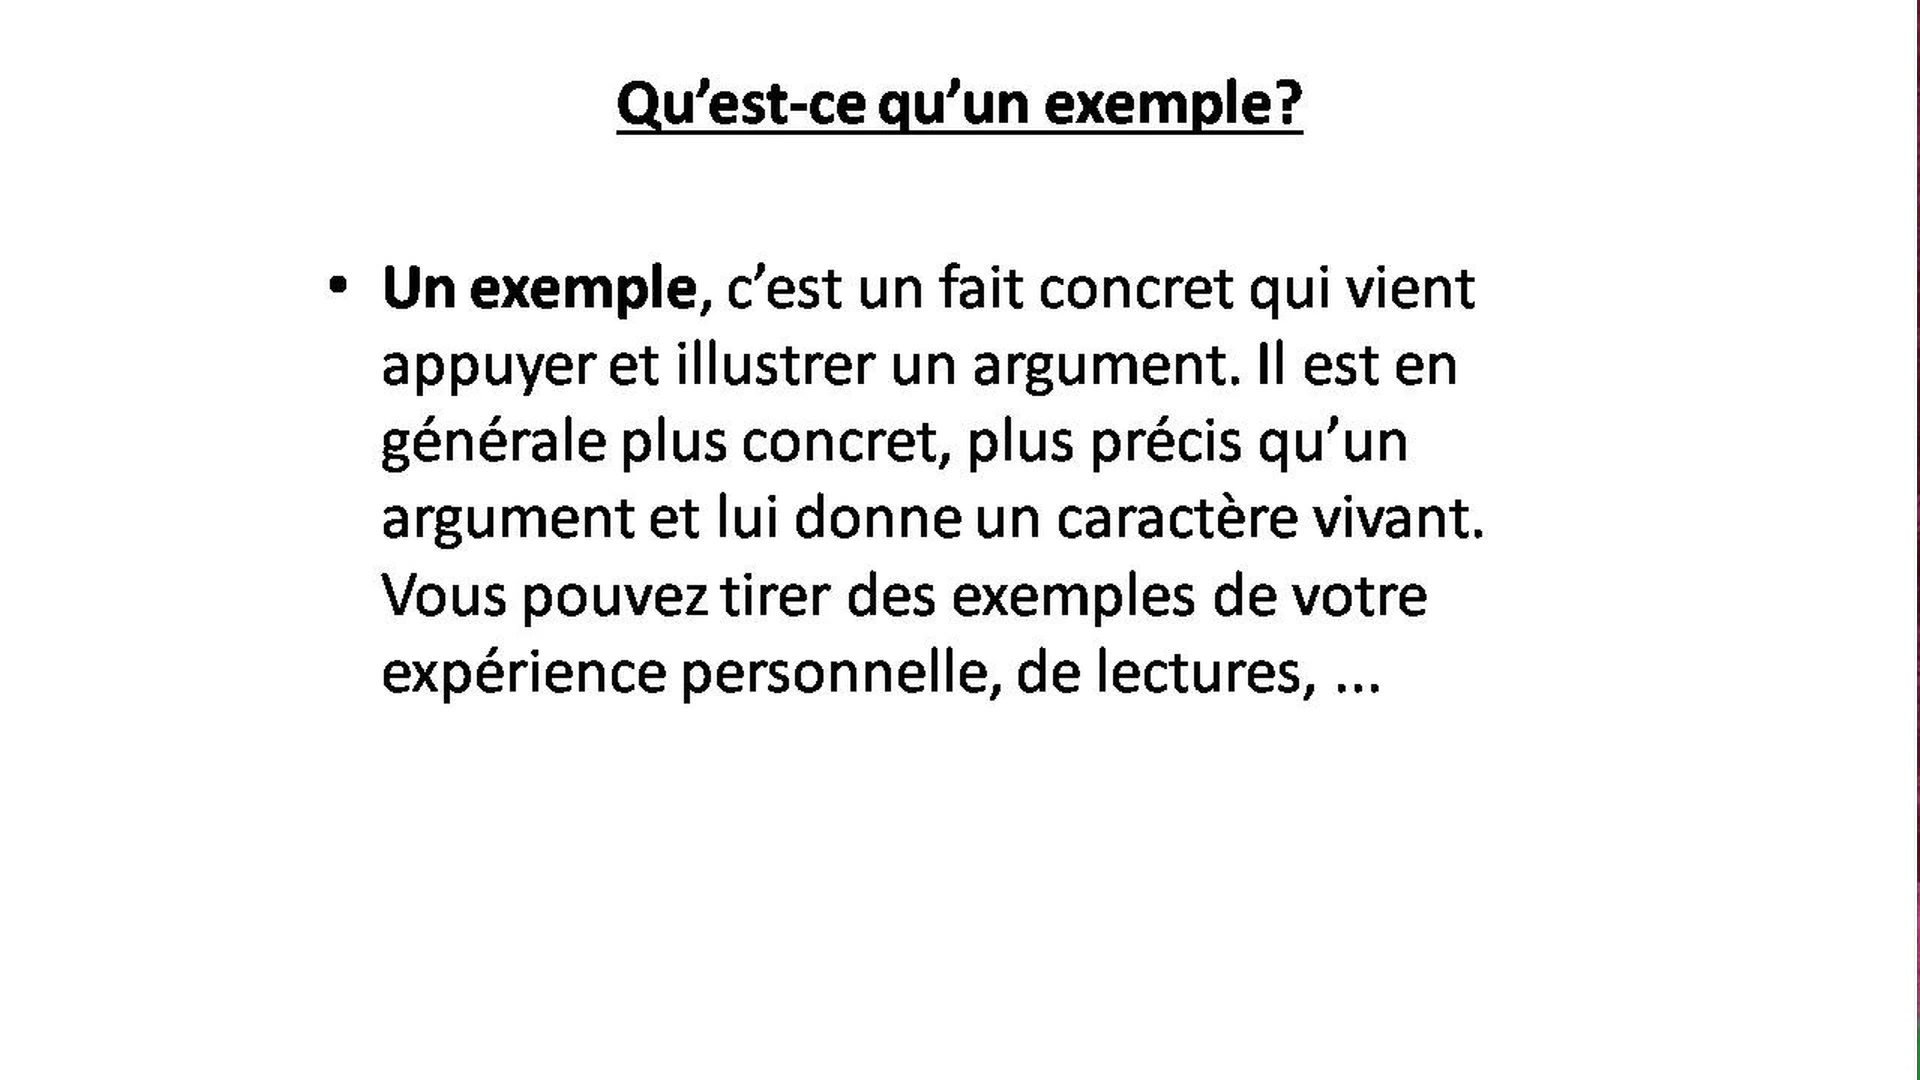 Qu’est-ce qu’un exemple?
• Un exemple, c’est un fait concret qui vient
appuyer et illustrer un argument. Il est en
générale plus concret, plus précis qu’un
argument et lui donne un caractère vivant.
Vous pouvez tirer des exemples de votre
expérience personnelle, de lectures, ...